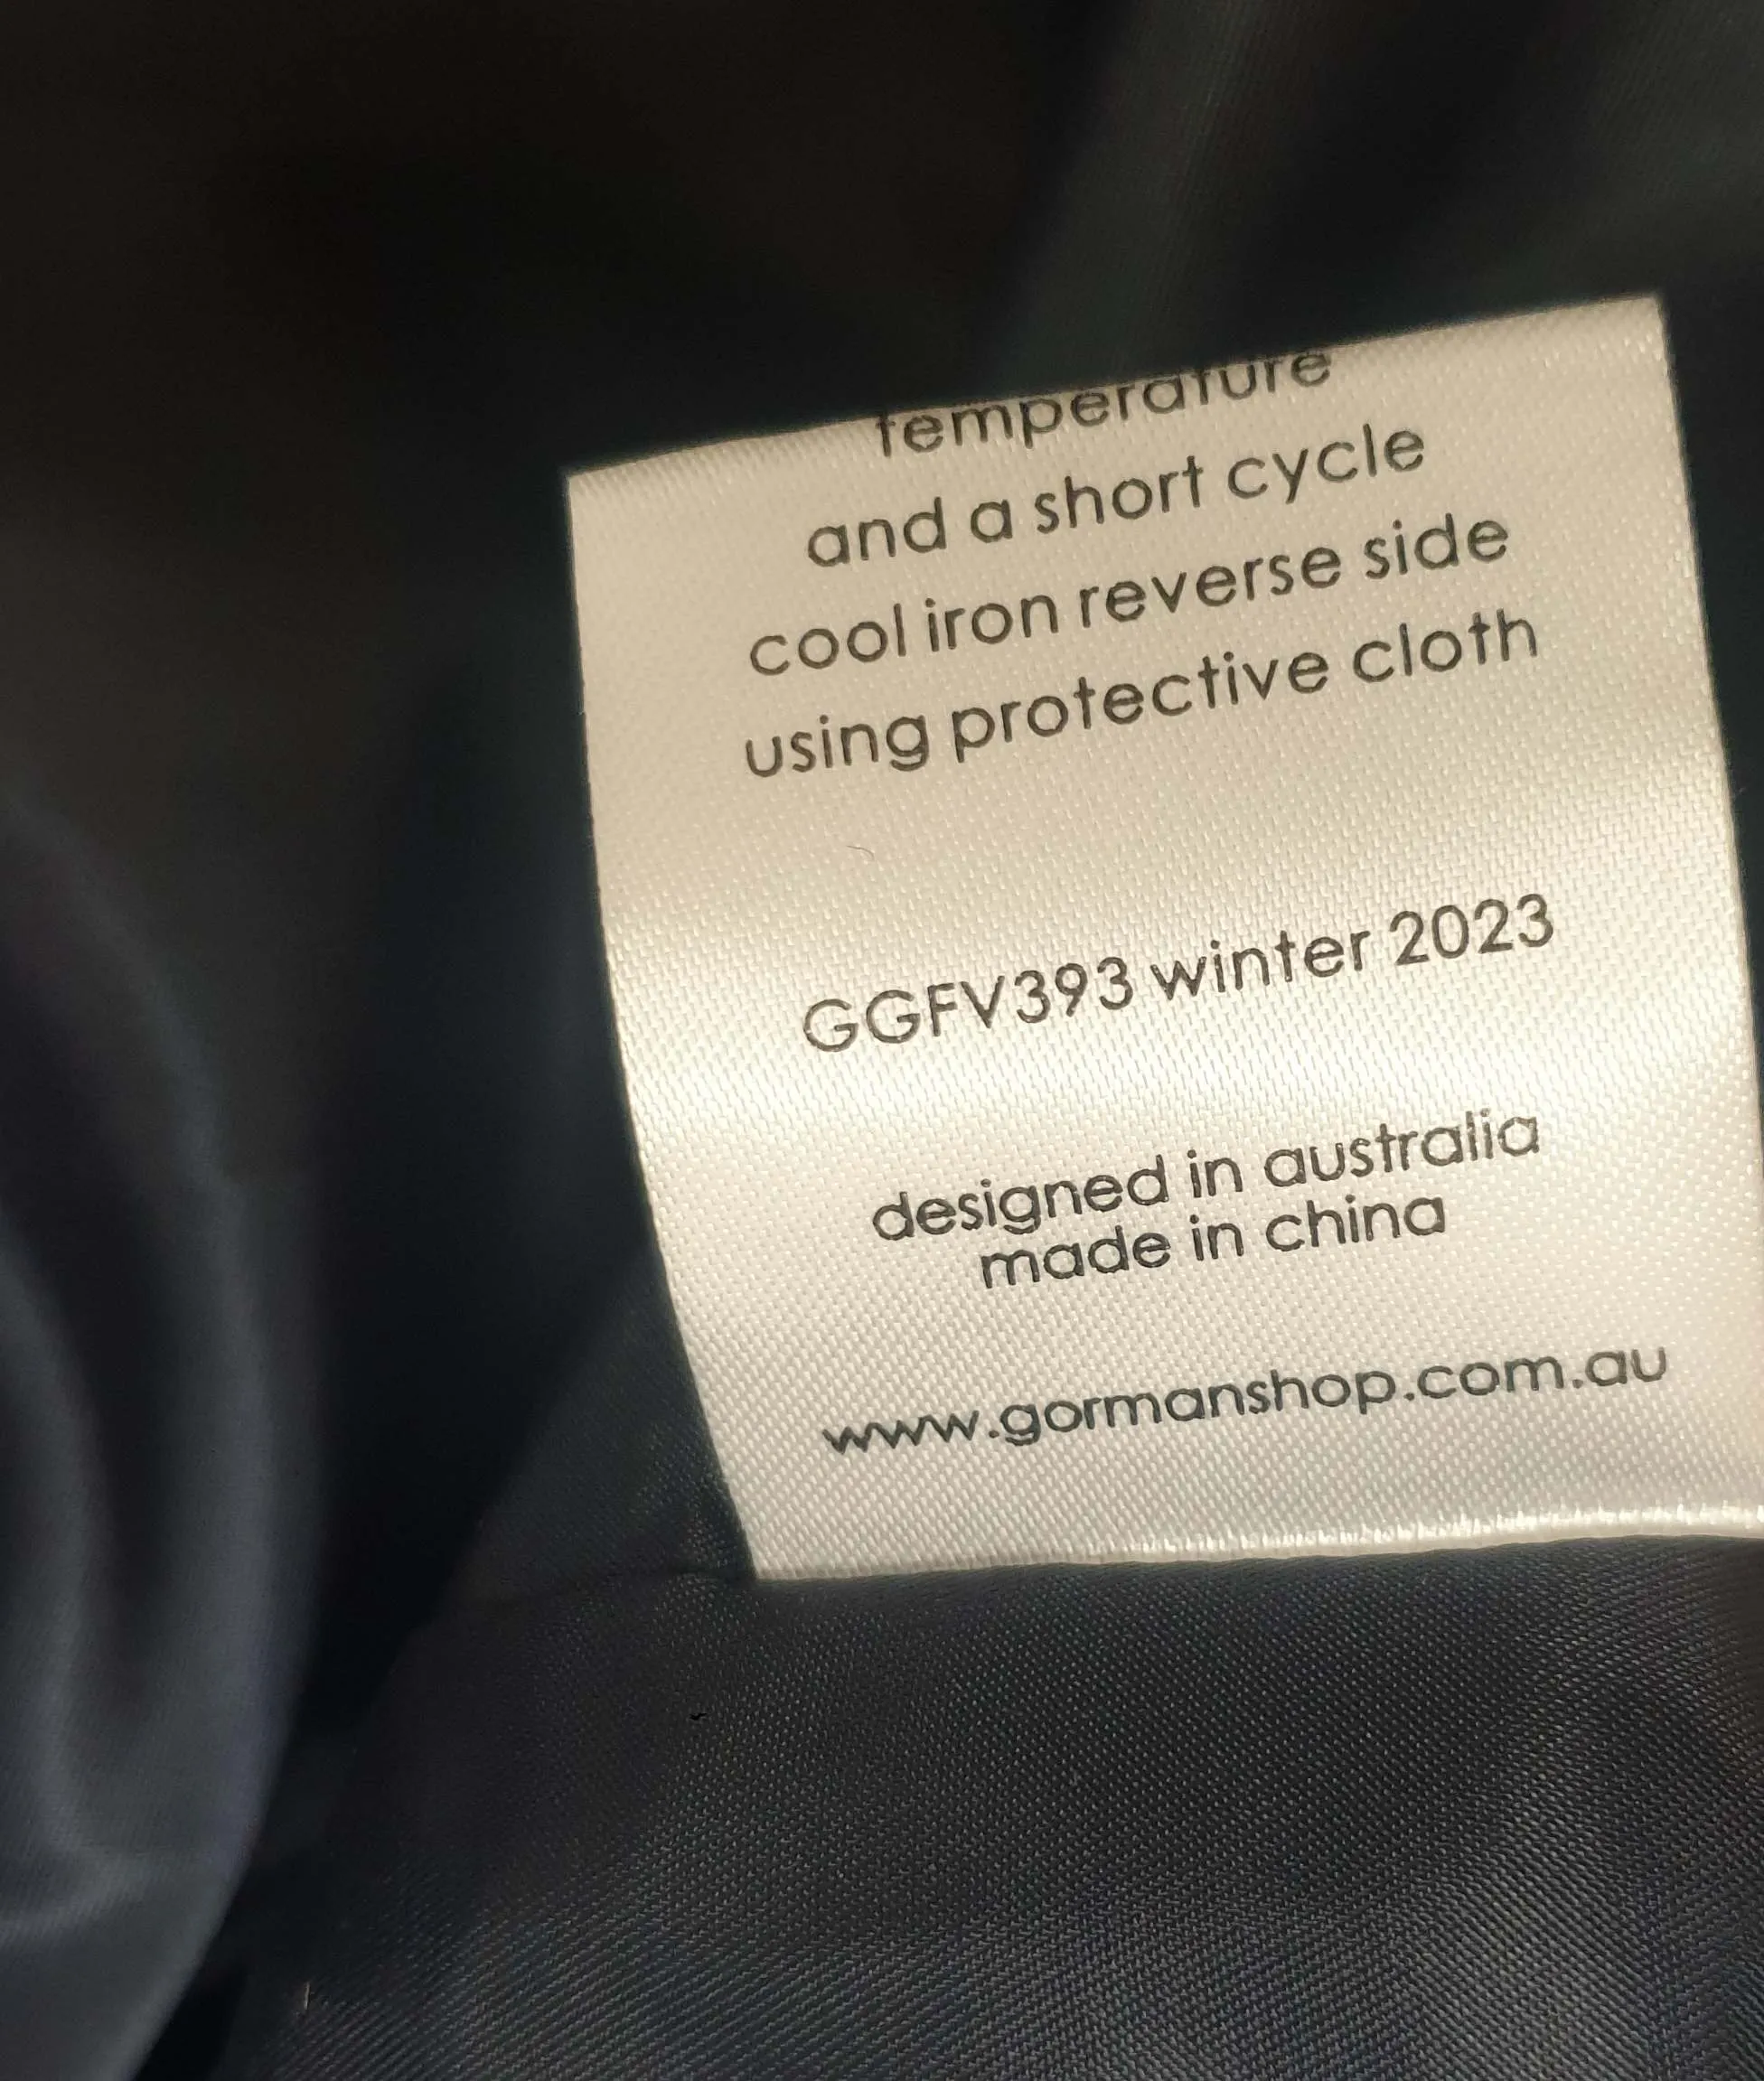 temperature
and a short cycle
cool iron reverse side
using protective cloth
GGFV393 winter 2023
designed in australia
made in china
www.gormanshop.com.au